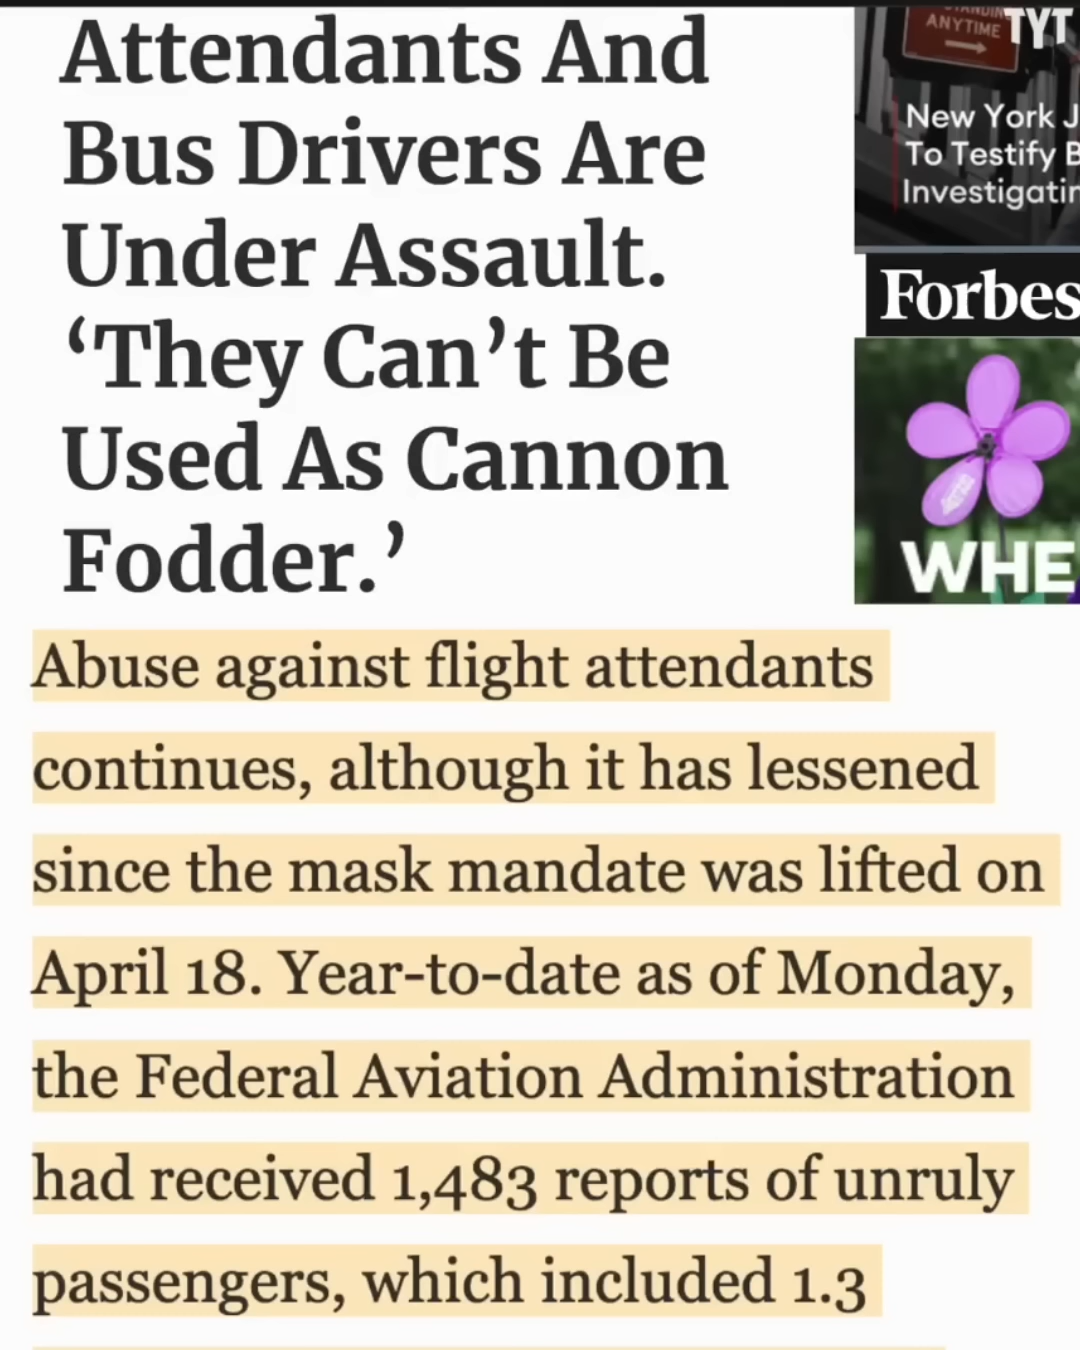 Attendants And
Bus Drivers Are
Under Assault.
‘They Can’t Be
Used As Cannon
Fodder.’
Abuse against flight attendants
continues, although it has lessened
since the mask mandate was lifted on
April 18. Year-to-date as of Monday,
the Federal Aviation Administration
had received 1,483 reports of unruly
passengers, which included 1.3
ANYTIME
TYT
New York J
To Testify B
Investigatin
Forbes
WHE